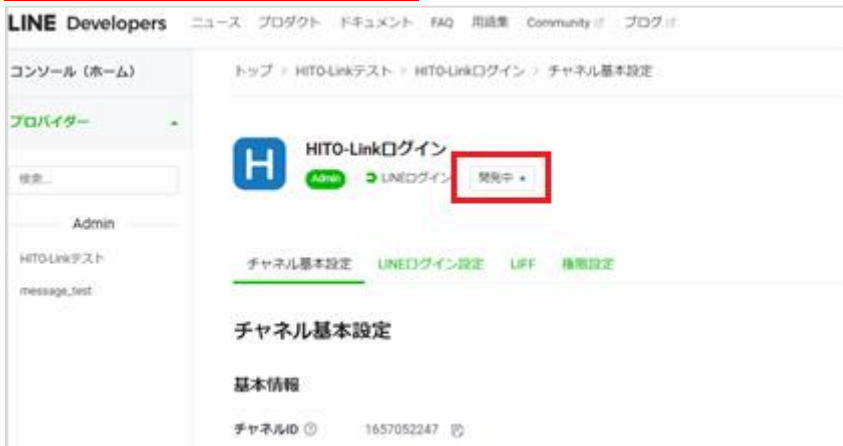 LINE Developers ニュース プロダクト ドキュメント FAQ 用語集 Community ブログ
コンソール（ホーム）
トップ > HITO-Linkテスト > HITO-Linkログイン > チャネル基本設定
プロバイダー
検索...
Admin
HITO-Linkテスト
message_test
H
HITO-Linkログイン
Admin LINEログイン 開発中
チャネル基本設定 LINEログイン設定 LIFF 権限設定
チャネル基本設定
基本情報
チャネルID 1657052247